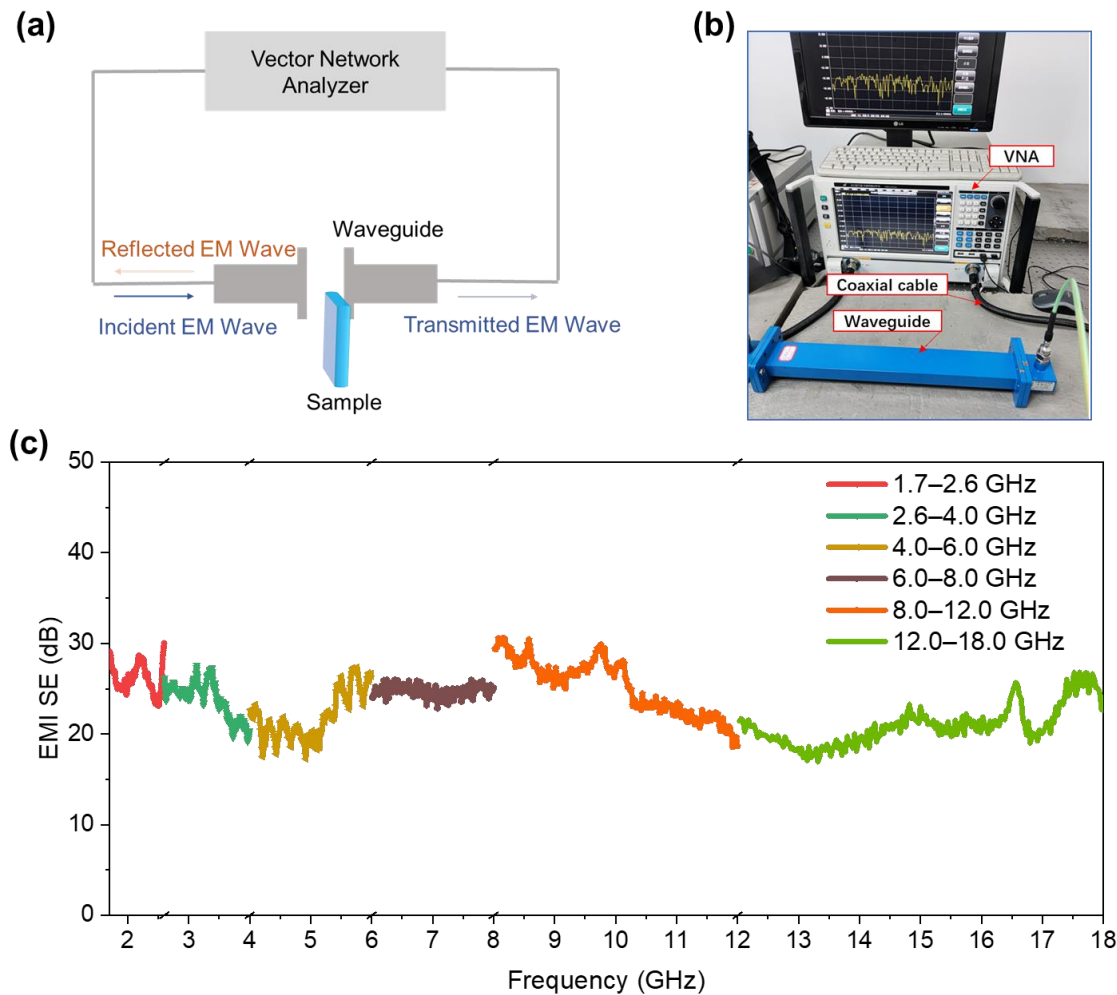 (a)
Vector Network
Analyzer
Reflected EM Wave
Waveguide
Incident EM Wave
Transmitted EM Wave
Sample
(b)
LG
VNA
Coaxial cable
Waveguide
(c)
50
40
30
20
10
0
EMI SE (dB)
1.7–2.6 GHz
2.6–4.0 GHz
4.0–6.0 GHz
6.0–8.0 GHz
8.0–12.0 GHz
12.0–18.0 GHz
2 3 4 5 6 7 8 9 10 11 12 13 14 15 16 17 18
Frequency (GHz)